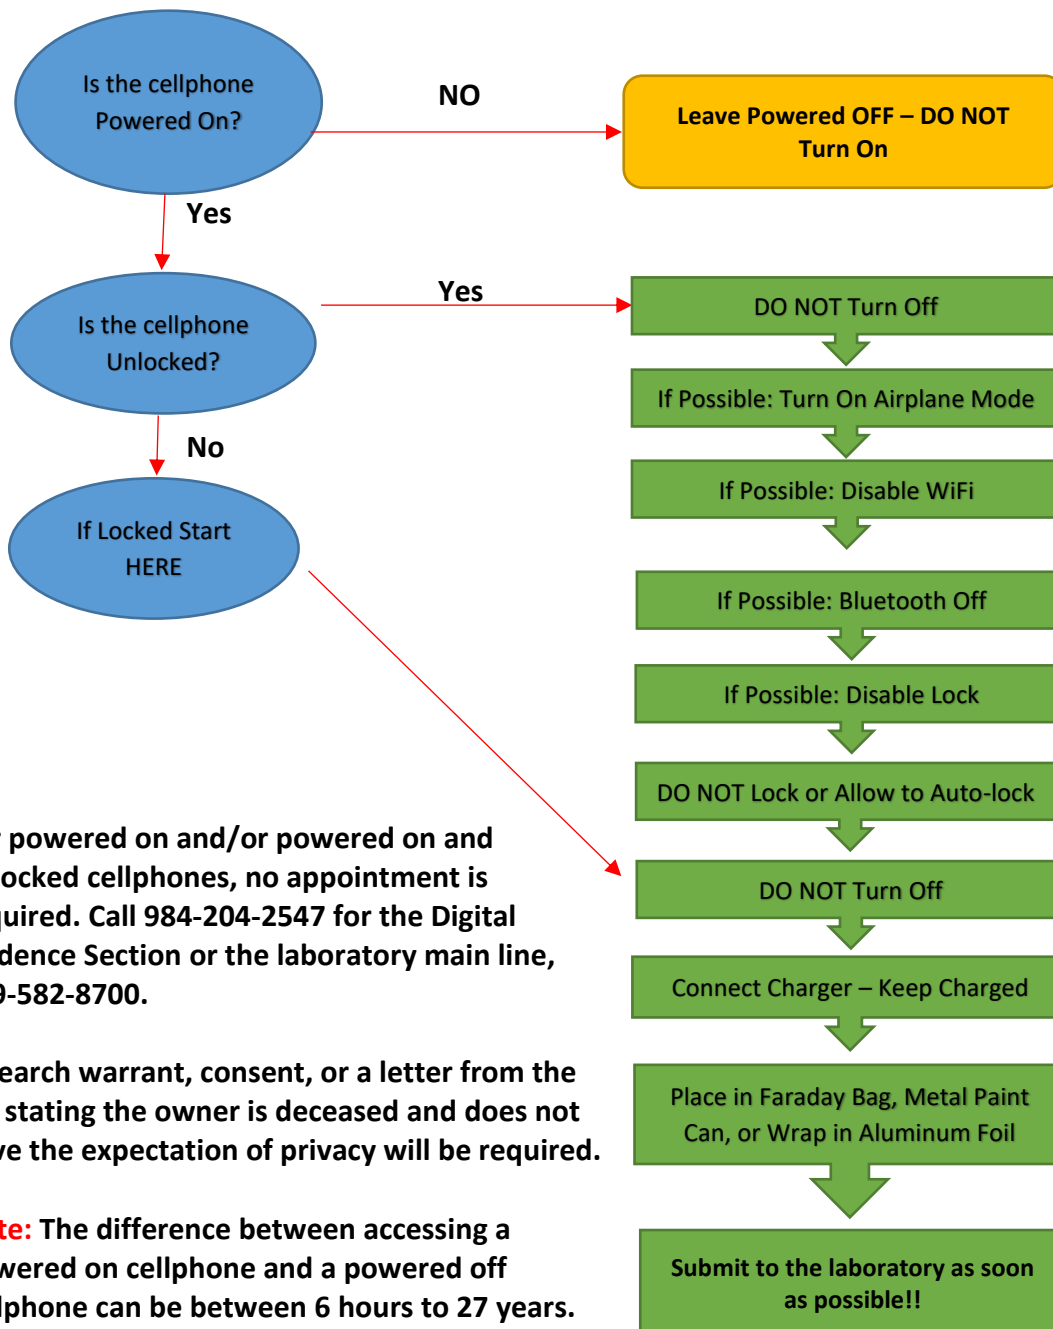 Is the cellphone
Powered On?
NO
Leave Powered OFF – DO NOT
Turn On
Yes
Is the cellphone
Unlocked?
Yes
DO NOT Turn Off
If Possible: Turn On Airplane Mode
No
If Possible: Disable WiFi
If Locked Start
HERE
If Possible: Bluetooth Off
If Possible: Disable Lock
DO NOT Lock or Allow to Auto-lock
DO NOT Turn Off
Connect Charger – Keep Charged
Place in Faraday Bag, Metal Paint
Can, or Wrap in Aluminum Foil
Submit to the laboratory as soon
as possible!!
powered on and/or powered on and
locked cellphones, no appointment is
quired. Call 984-204-2547 for the Digital
idence Section or the laboratory main line,
9-582-8700.
earch warrant, consent, or a letter from the
stating the owner is deceased and does not
ve the expectation of privacy will be required.
te: The difference between accessing a
wered on cellphone and a powered off
llphone can be between 6 hours to 27 years.